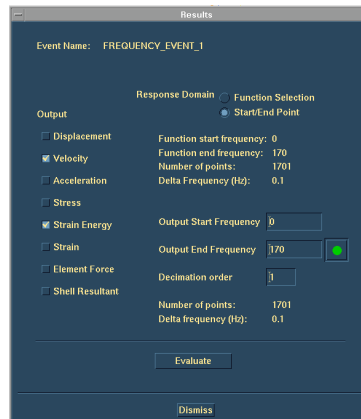 Results
Event Name: FREQUENCY_EVENT_1
Response Domain Function Selection
Start/End Point
Output
Displacement
Velocity
Acceleration
Stress
Strain Energy
Strain
Element Force
Shell Resultant
Function start frequency: 0
Function end frequency: 170
Number of points: 1701
Delta Frequency (Hz): 0.1
Output Start Frequency 0
Output End Frequency 170
Decimation order 1
Number of points: 1701
Delta frequency (Hz): 0.1
Evaluate
Dismiss